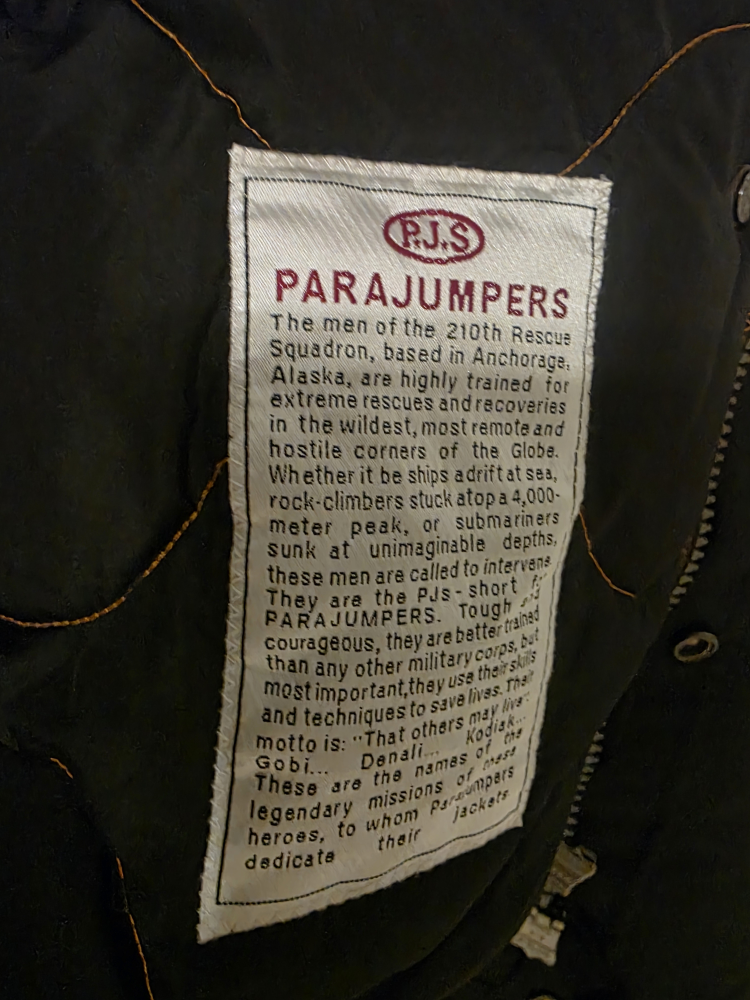 P.J.S
PARAJUMPERS
The men of the 210th Rescue
Squadron, based in Anchorage,
Alaska, are highly trained for
extreme rescues and recoveries
in the wildest, most remote and
hostile corners of the Globe.
Whether it be ships adrift at sea,
rock-climbers stuck atop a 4,000-
meter peak, or submariners
sunk at unimaginable depths,
these men are called to intervene.
They are the PJs - short
PARAJUMPERS. Tough and
courageous, they are better trained
than any other military corps, but
most important, they use their skills
and techniques to save lives. Their
motto is: "That others may live"
Gobi... Denali... Kodiak...
These are the names of the
legendary missions of these
heroes, to whom Parajumpers
dedicate their jackets